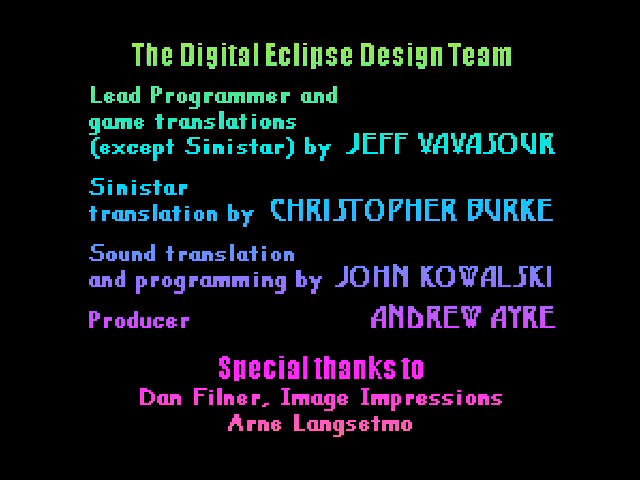 The Digital Eclipse Design Team
Lead Programmer and
game translations
(except Sinistar) by JEFF VAVASOUR
Sinistar
translation by CHRISTOPHER BURKE
Sound translation
and programming by JOHN KOWALSKI
Producer ANDREW AYRE
Special thanks to
Dan Filner, Image Impressions
Arne Langsetmo